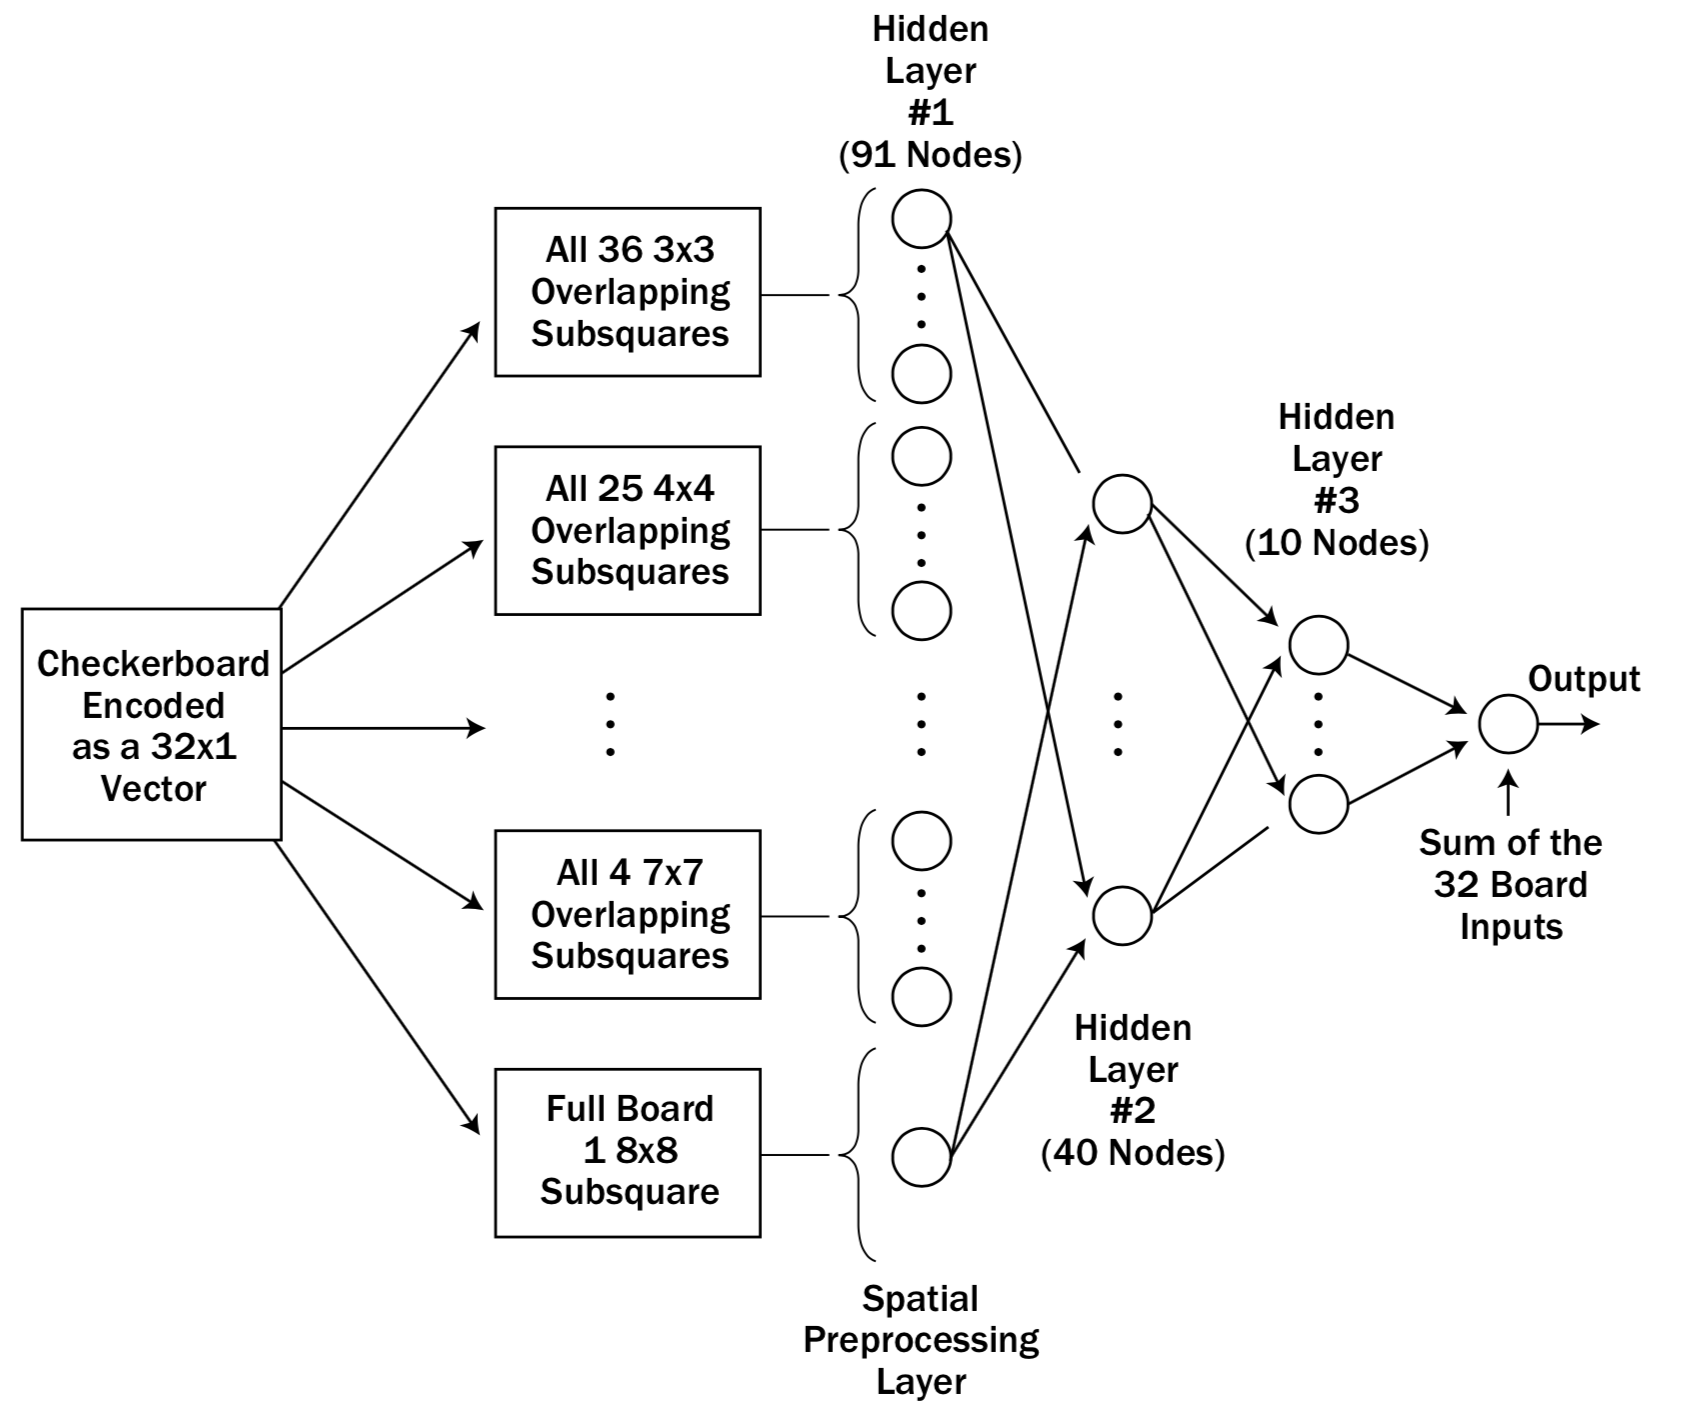 Hidden
Layer
#1
(91 Nodes)
All 36 3x3
Overlapping
Subsquares
All 25 4x4
Overlapping
Subsquares
Hidden
Layer
#3
(10 Nodes)
Checkerboard
Encoded
as a 32x1
Vector
Output
All 4 7x7
Overlapping
Subsquares
Sum of the
32 Board
Inputs
Hidden
Layer
#2
(40 Nodes)
Full Board
1 8x8
Subsquare
Spatial
Preprocessing
Layer